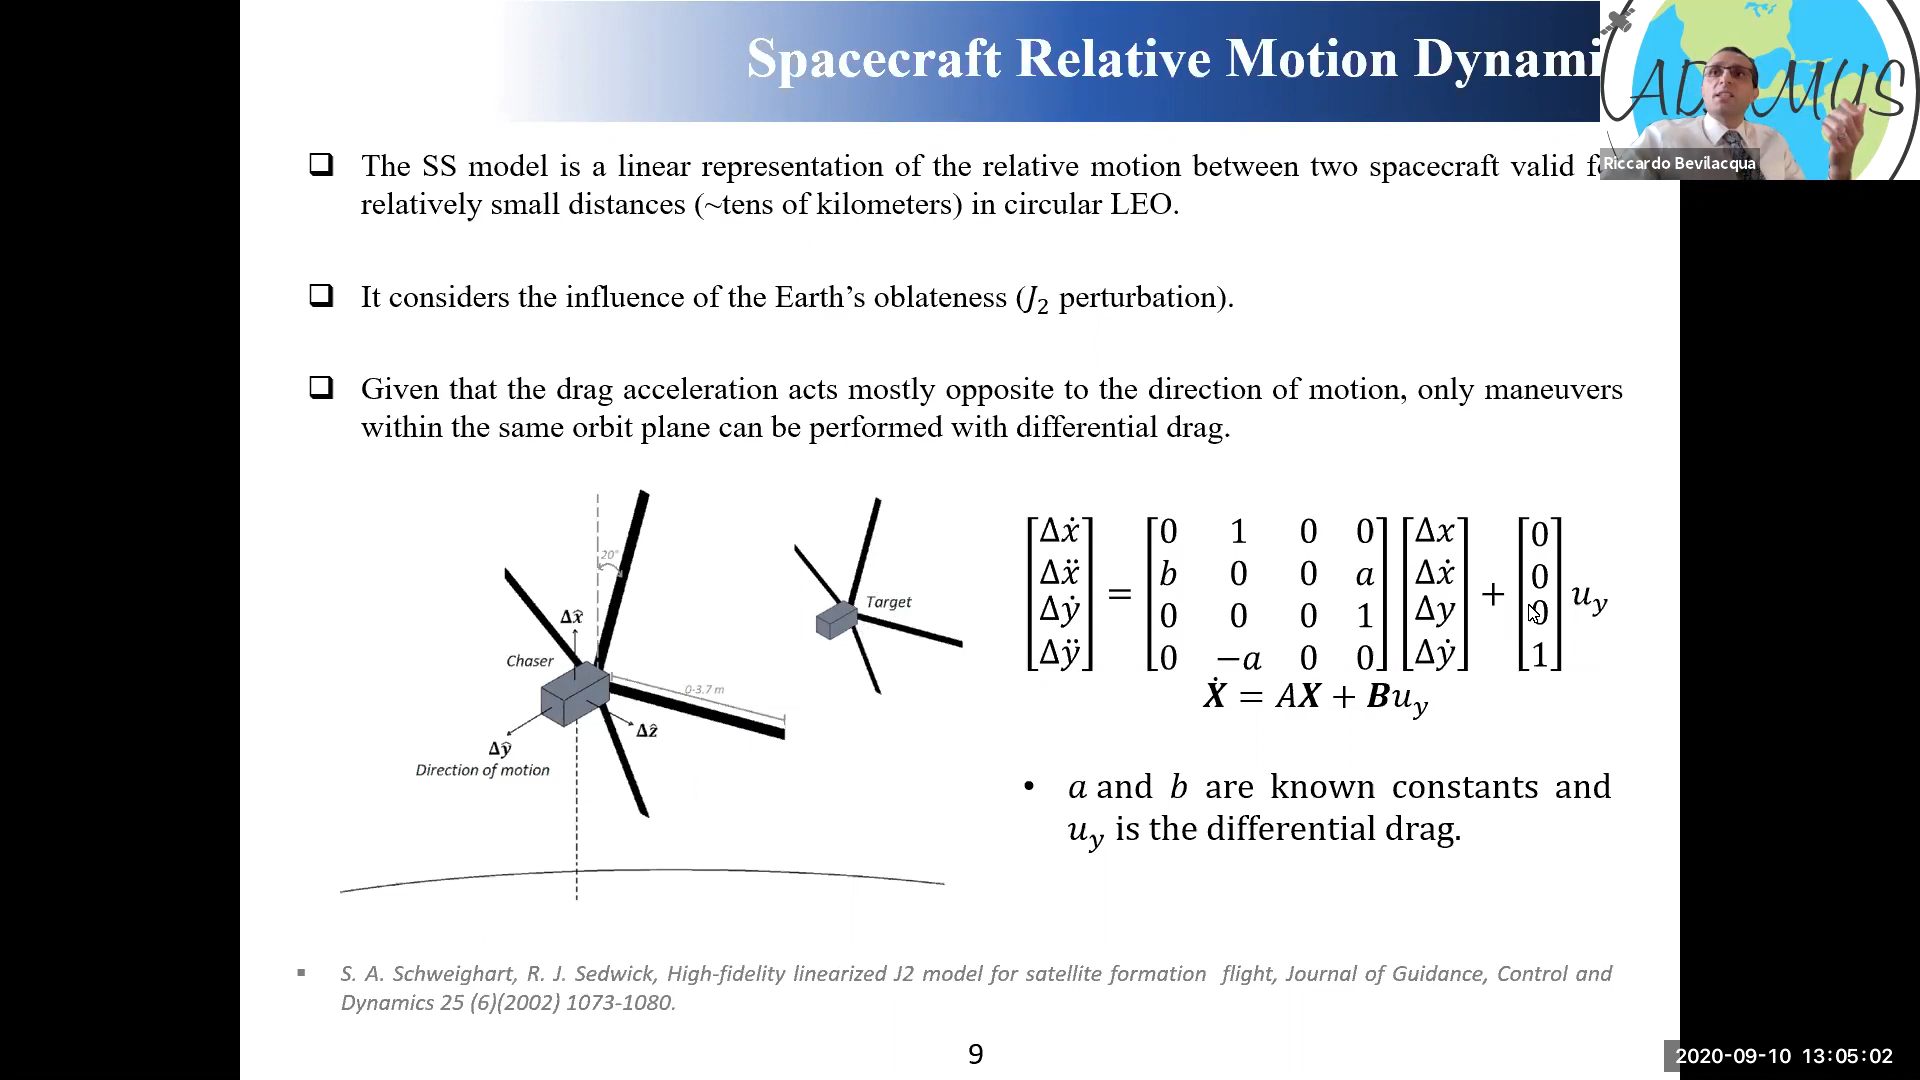 Spacecraft Relative Motion Dynami
ADAMUS
Riccardo Bevilacqua
❑ The SS model is a linear representation of the relative motion between two spacecraft valid
relatively small distances (~tens of kilometers) in circular LEO.
❑ It considers the influence of the Earth's oblateness (J₂ perturbation).
❑ Given that the drag acceleration acts mostly opposite to the direction of motion, only maneuvers
within the same orbit plane can be performed with differential drag.
20°
Δx̂
Chaser
Target
0-3.7 m
Δẑ
Δŷ
Direction of motion
[Δẋ] = [0 1 0 0] [Δx] + [0] u_y
[Δẍ] [b 0 0 a] [Δẋ] [0]
[Δẏ] [0 0 0 1] [Δy] [0]
[Δÿ] [0 −a 0 0] [Δẏ] [1]
Ẋ = AX + Bu_y
• a and b are known constants and
u_y is the differential drag.
▪ S. A. Schweighart, R. J. Sedwick, High-fidelity linearized J2 model for satellite formation flight, Journal of Guidance, Control and
Dynamics 25 (6)(2002) 1073-1080.
9
2020-09-10 13:05:02